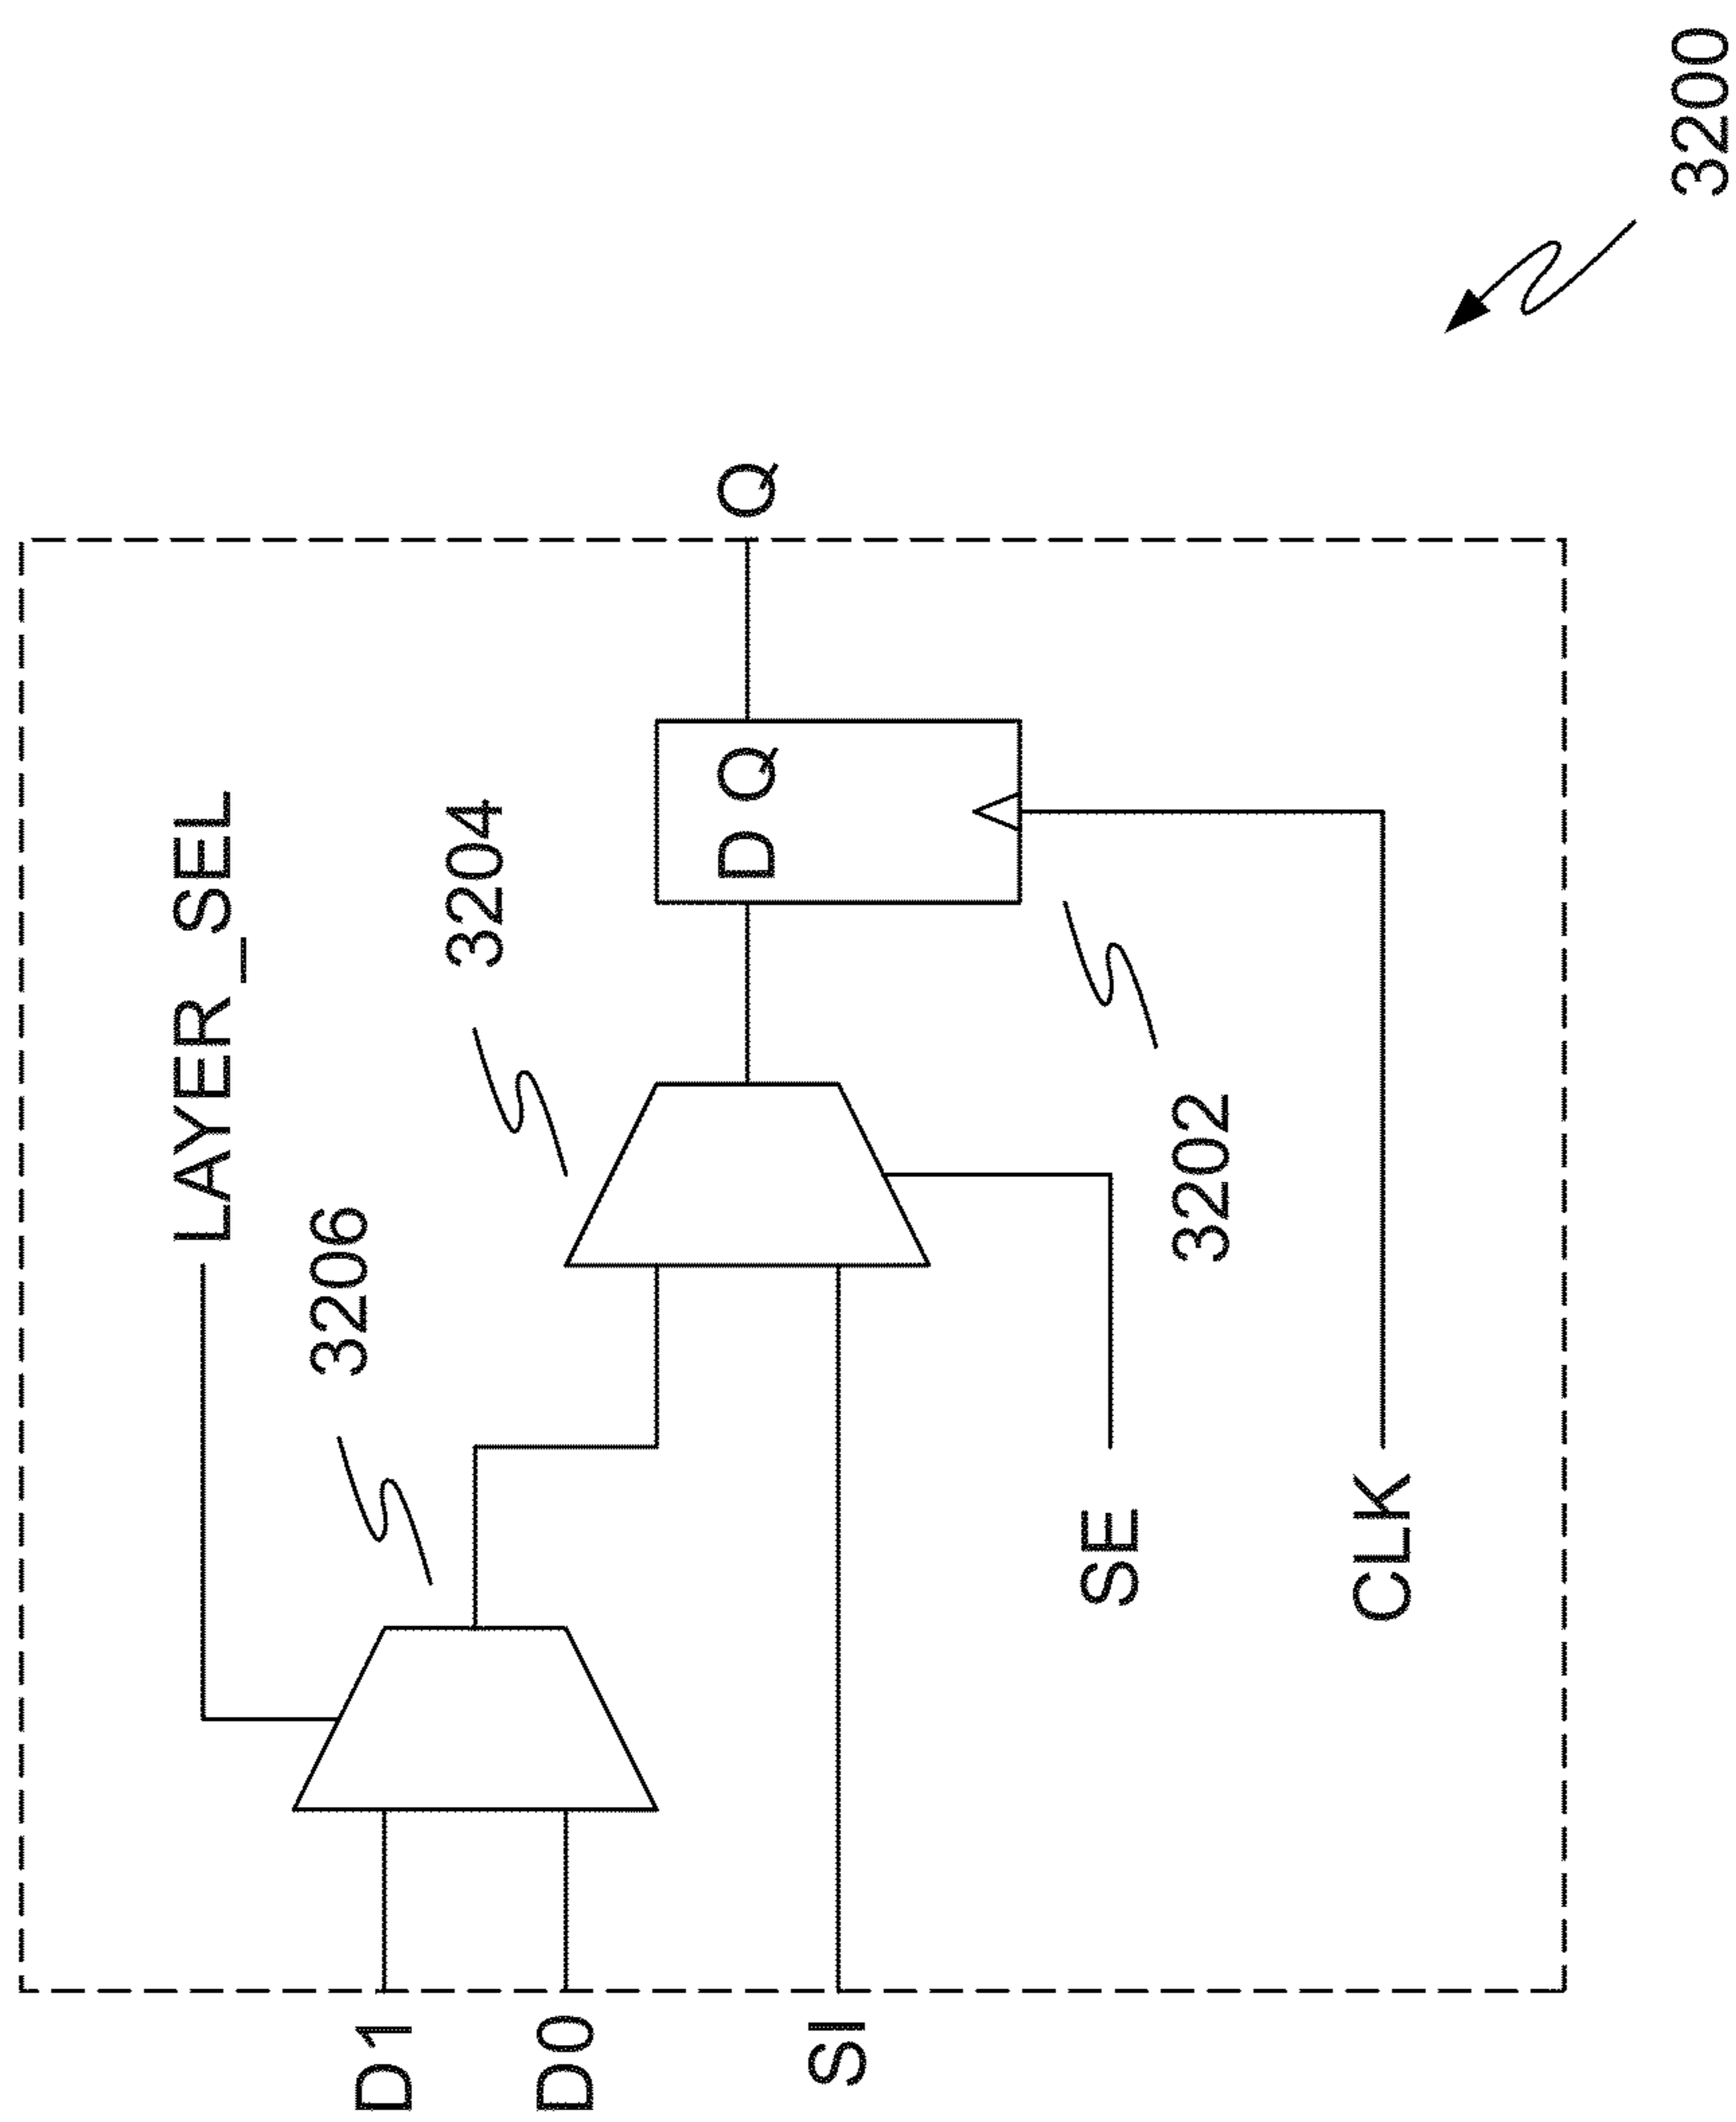 LAYER_SEL
3204
3206
D1
D0
D Q
Q
SI
3202
SE
CLK
3200